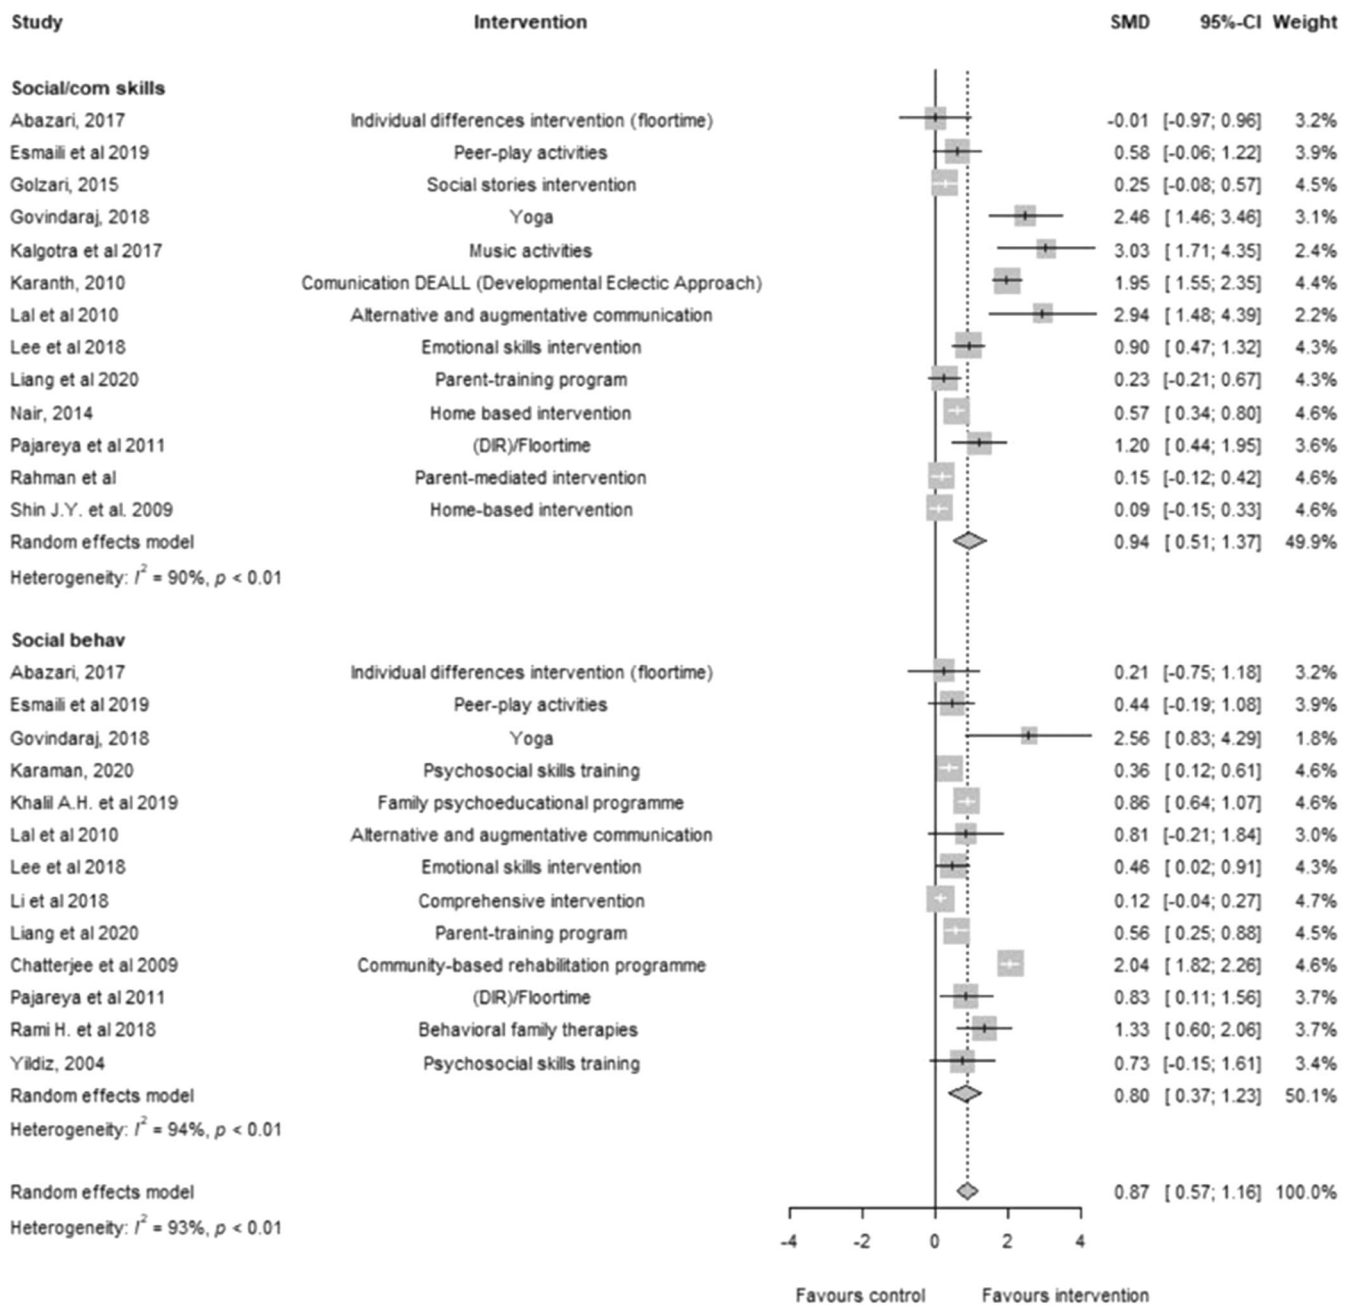 Study Intervention SMD 95%-CI Weight
Social/com skills
Abazari, 2017 Individual differences intervention (floortime) -0.01 [-0.97; 0.96] 3.2%
Esmaili et al 2019 Peer-play activities 0.58 [-0.06; 1.22] 3.9%
Golzari, 2015 Social stories intervention 0.25 [-0.08; 0.57] 4.5%
Govindaraj, 2018 Yoga 2.46 [ 1.46; 3.46] 3.1%
Kalgotra et al 2017 Music activities 3.03 [ 1.71; 4.35] 2.4%
Karanth, 2010 Comunication DEALL (Developmental Eclectic Approach) 1.95 [ 1.55; 2.35] 4.4%
Lal et al 2010 Alternative and augmentative communication 2.94 [ 1.48; 4.39] 2.2%
Lee et al 2018 Emotional skills intervention 0.90 [ 0.47; 1.32] 4.3%
Liang et al 2020 Parent-training program 0.23 [-0.21; 0.67] 4.3%
Nair, 2014 Home based intervention 0.57 [ 0.34; 0.80] 4.6%
Pajareya et al 2011 (DIR)/Floortime 1.20 [ 0.44; 1.95] 3.6%
Rahman et al Parent-mediated intervention 0.15 [-0.12; 0.42] 4.6%
Shin J.Y. et al. 2009 Home-based intervention 0.09 [-0.15; 0.33] 4.6%
Random effects model 0.94 [ 0.51; 1.37] 49.9%
Heterogeneity: I² = 90%, p < 0.01
Social behav
Abazari, 2017 Individual differences intervention (floortime) 0.21 [-0.75; 1.18] 3.2%
Esmaili et al 2019 Peer-play activities 0.44 [-0.19; 1.08] 3.9%
Govindaraj, 2018 Yoga 2.56 [ 0.83; 4.29] 1.8%
Karaman, 2020 Psychosocial skills training 0.36 [ 0.12; 0.61] 4.6%
Khalil A.H. et al 2019 Family psychoeducational programme 0.86 [ 0.64; 1.07] 4.6%
Lal et al 2010 Alternative and augmentative communication 0.81 [-0.21; 1.84] 3.0%
Lee et al 2018 Emotional skills intervention 0.46 [ 0.02; 0.91] 4.3%
Li et al 2018 Comprehensive intervention 0.12 [-0.04; 0.27] 4.7%
Liang et al 2020 Parent-training program 0.56 [ 0.25; 0.88] 4.5%
Chatterjee et al 2009 Community-based rehabilitation programme 2.04 [ 1.82; 2.26] 4.6%
Pajareya et al 2011 (DIR)/Floortime 0.83 [ 0.11; 1.56] 3.7%
Rami H. et al 2018 Behavioral family therapies 1.33 [ 0.60; 2.06] 3.7%
Yildiz, 2004 Psychosocial skills training 0.73 [-0.15; 1.61] 3.4%
Random effects model 0.80 [ 0.37; 1.23] 50.1%
Heterogeneity: I² = 94%, p < 0.01
Random effects model 0.87 [ 0.57; 1.16] 100.0%
Heterogeneity: I² = 93%, p < 0.01
-4 -2 0 2 4
Favours control Favours intervention